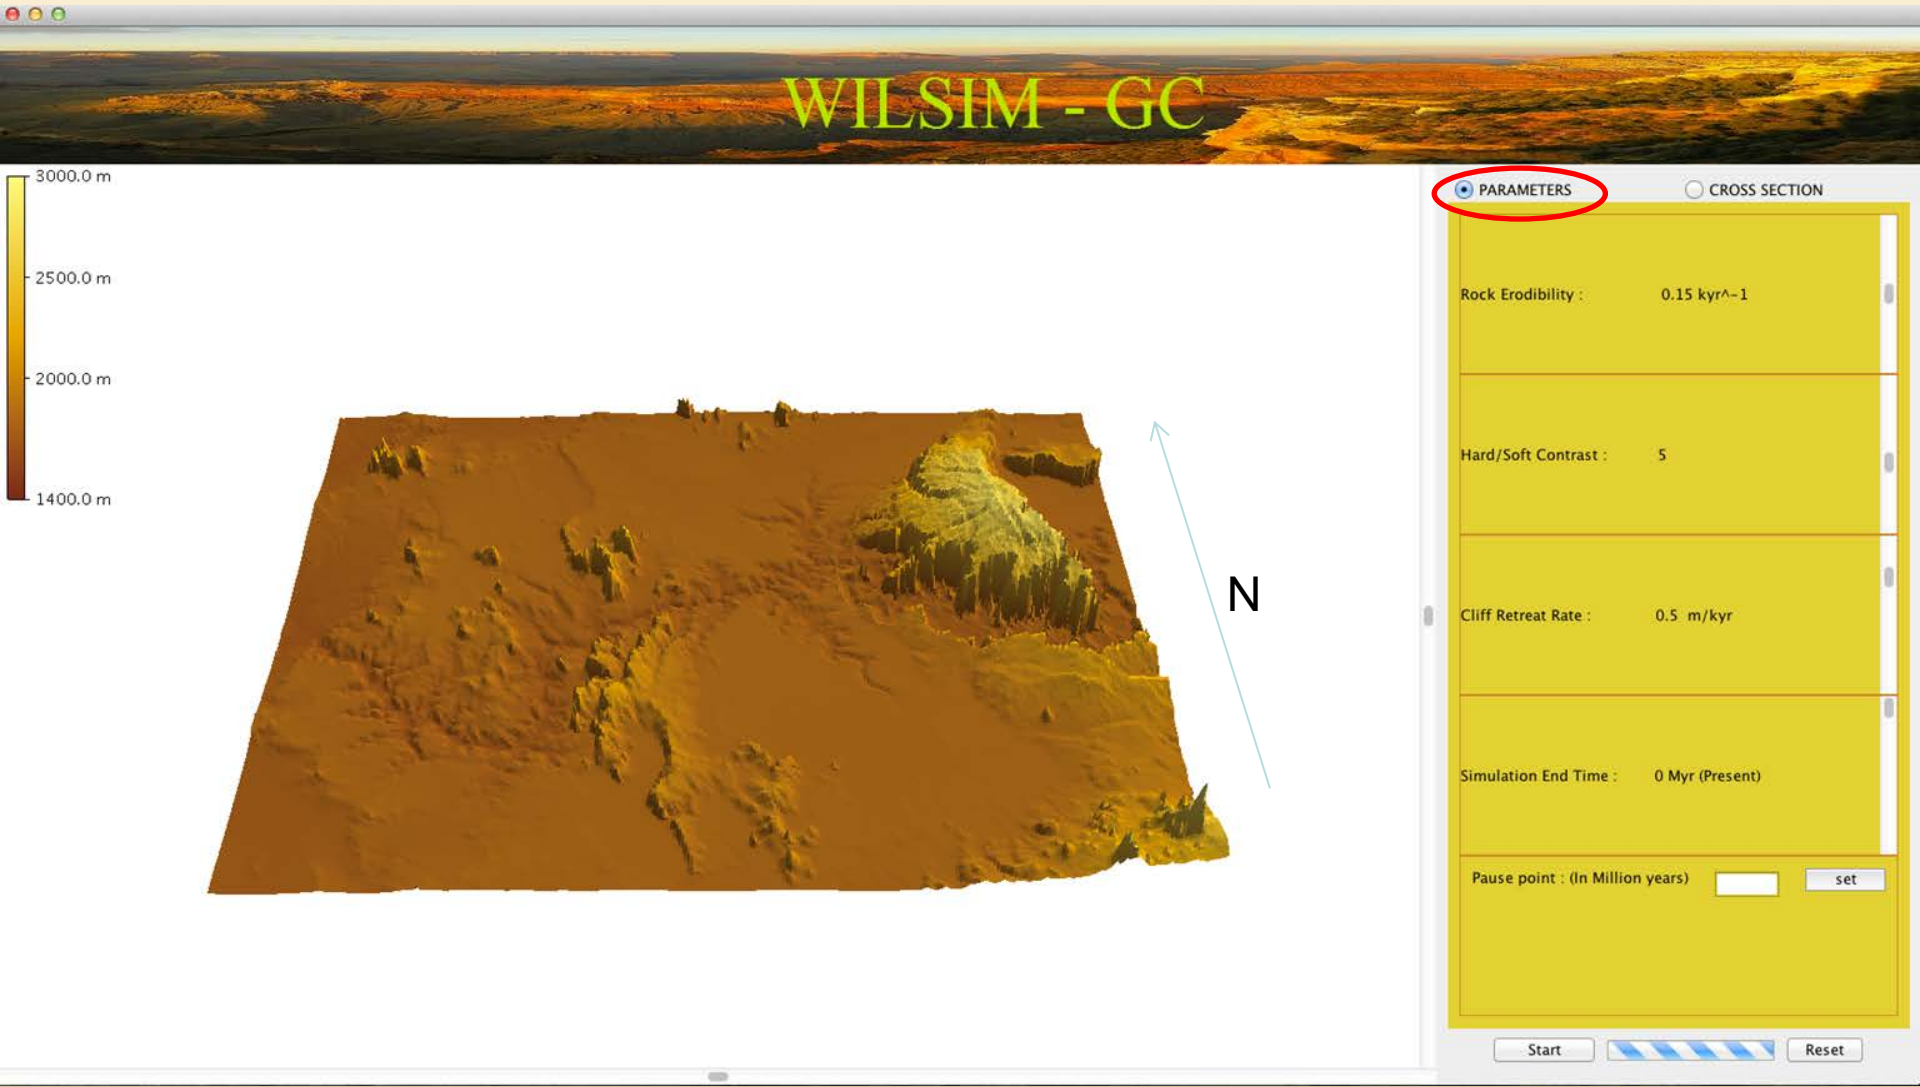 WILSIM - GC
3000.0 m
2500.0 m
2000.0 m
1400.0 m
N
PARAMETERS CROSS SECTION
Rock Erodibility : 0.15 kyr^-1
Hard/Soft Contrast : 5
Cliff Retreat Rate : 0.5 m/kyr
Simulation End Time : 0 Myr (Present)
Pause point : (In Million years) set
Start Reset